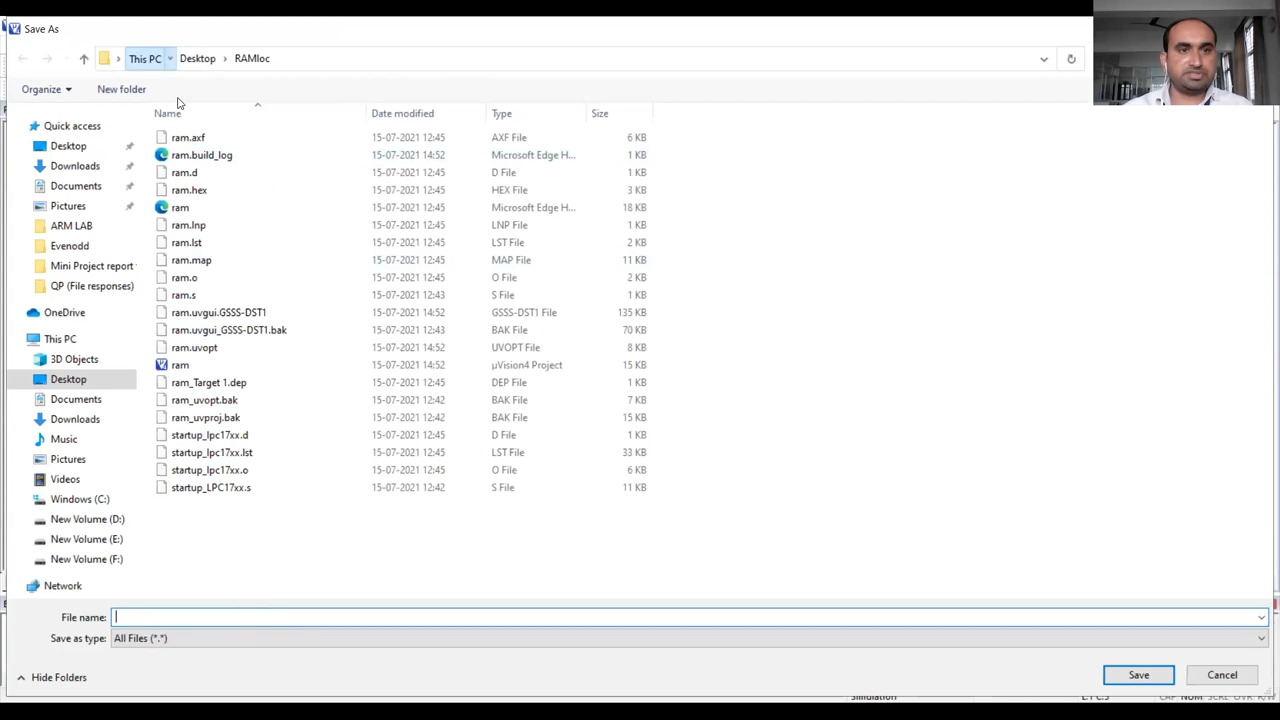 Save As
This PC Desktop RAMloc
Organize New folder
Name Date modified Type Size
Quick access
Desktop
Downloads
Documents
Pictures
ARM LAB
Evenodd
Mini Project report
QP (File responses)
OneDrive
This PC
3D Objects
Desktop
Documents
Downloads
Music
Pictures
Videos
Windows (C:)
New Volume (D:)
New Volume (E:)
New Volume (F:)
Network
ram.axf 15-07-2021 12:45 AXF File 6 KB
ram.build_log 15-07-2021 14:52 Microsoft Edge H... 1 KB
ram.d 15-07-2021 12:45 D File 1 KB
ram.hex 15-07-2021 12:45 HEX File 3 KB
ram 15-07-2021 12:45 Microsoft Edge H... 18 KB
ram.lnp 15-07-2021 12:45 LNP File 1 KB
ram.lst 15-07-2021 12:45 LST File 2 KB
ram.map 15-07-2021 12:45 MAP File 11 KB
ram.o 15-07-2021 12:45 O File 2 KB
ram.s 15-07-2021 12:43 S File 1 KB
ram.uvgui.GSSS-DST1 15-07-2021 14:52 GSSS-DST1 File 135 KB
ram.uvgui_GSSS-DST1.bak 15-07-2021 12:43 BAK File 70 KB
ram.uvopt 15-07-2021 14:52 UVOPT File 8 KB
ram 15-07-2021 14:52 µVision4 Project 15 KB
ram_Target 1.dep 15-07-2021 12:45 DEP File 1 KB
ram_uvopt.bak 15-07-2021 12:42 BAK File 7 KB
ram_uvproj.bak 15-07-2021 12:42 BAK File 15 KB
startup_lpc17xx.d 15-07-2021 12:45 D File 1 KB
startup_lpc17xx.lst 15-07-2021 12:45 LST File 33 KB
startup_lpc17xx.o 15-07-2021 12:45 O File 6 KB
startup_LPC17xx.s 15-07-2021 12:42 S File 11 KB
File name:
Save as type: All Files (*.*)
Hide Folders Save Cancel